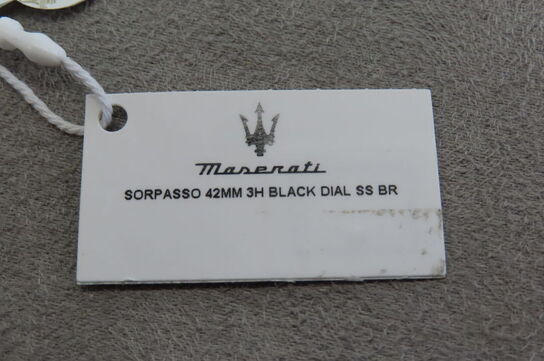 Maserati
SORPASSO 42MM 3H BLACK DIAL SS BR